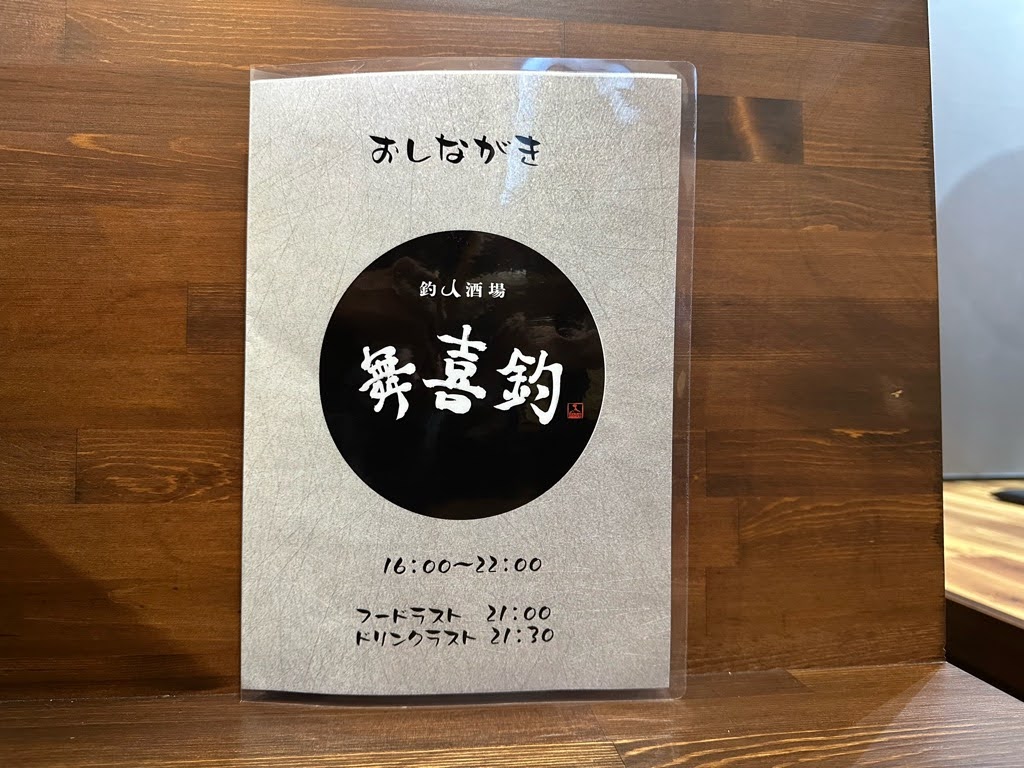 おしながき
釣人酒場
舞喜釣
16:00〜22:00
フードラスト 21:00
ドリンクラスト 21:30